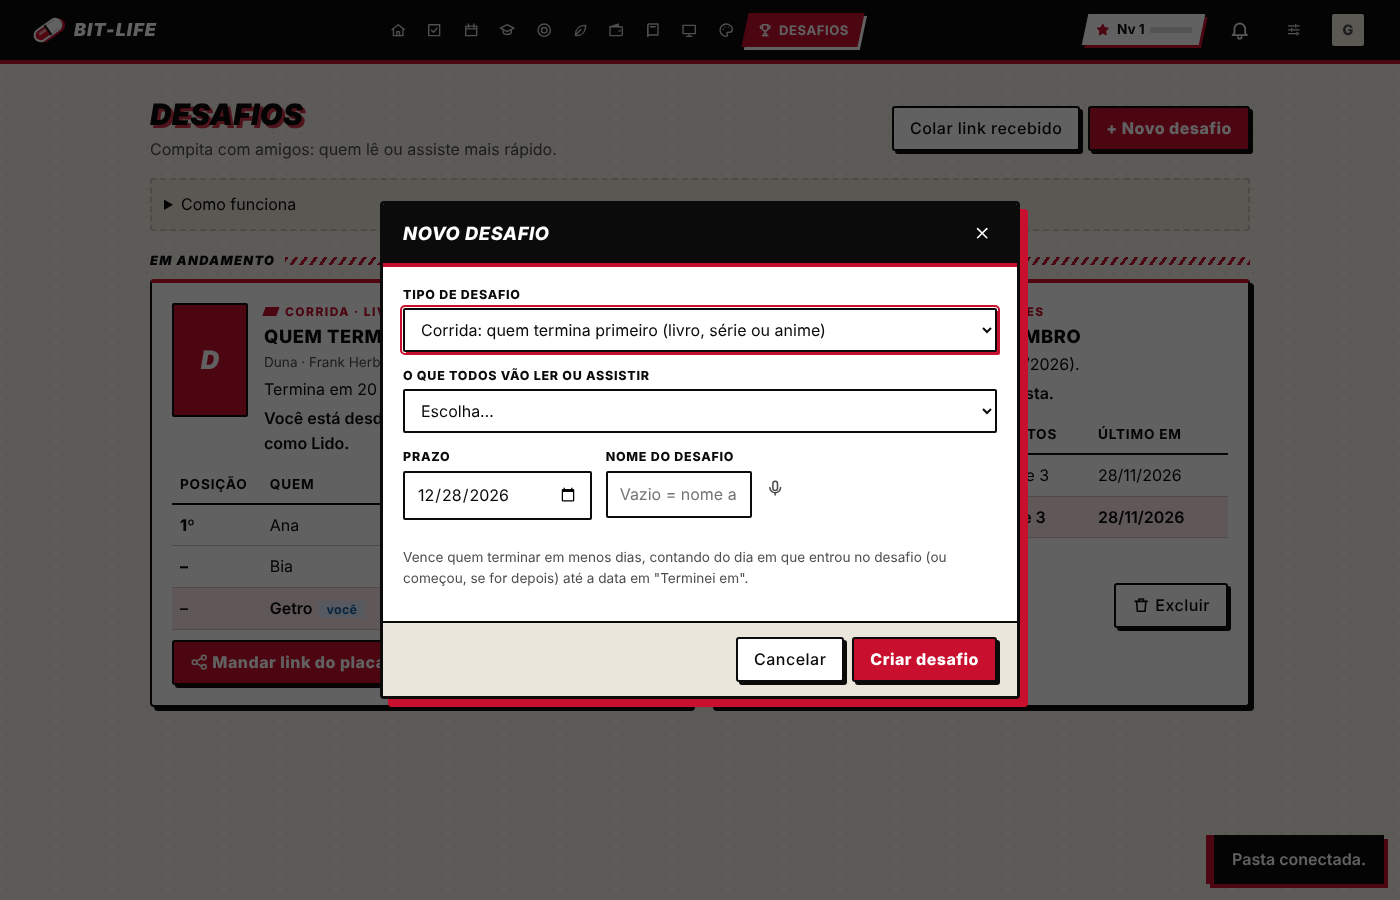 BIT-LIFE
DESAFIOS
Nv 1
G
DESAFIOS
Compita com amigos: quem lê ou assiste mais rápido.
Colar link recebido
+ Novo desafio
Como funciona
EM ANDAMENTO
NOVO DESAFIO
TIPO DE DESAFIO
Corrida: quem termina primeiro (livro, série ou anime)
O QUE TODOS VÃO LER OU ASSISTIR
Escolha...
PRAZO
NOME DO DESAFIO
12/28/2026
Vazio = nome a
Vence quem terminar em menos dias, contando do dia em que entrou no desafio (ou
começou, se for depois) até a data em "Terminei em".
Cancelar
Criar desafio
D
CORRIDA · LIV
QUEM TERM
Duna · Frank Herb
Termina em 20
Você está desd
como Lido.
POSIÇÃO
QUEM
1º
Ana
–
Bia
–
Getro
você
Mandar link do placa
ES
MBRO
/2026).
sta.
TOS
ÚLTIMO EM
e 3
28/11/2026
e 3
28/11/2026
Excluir
Pasta conectada.